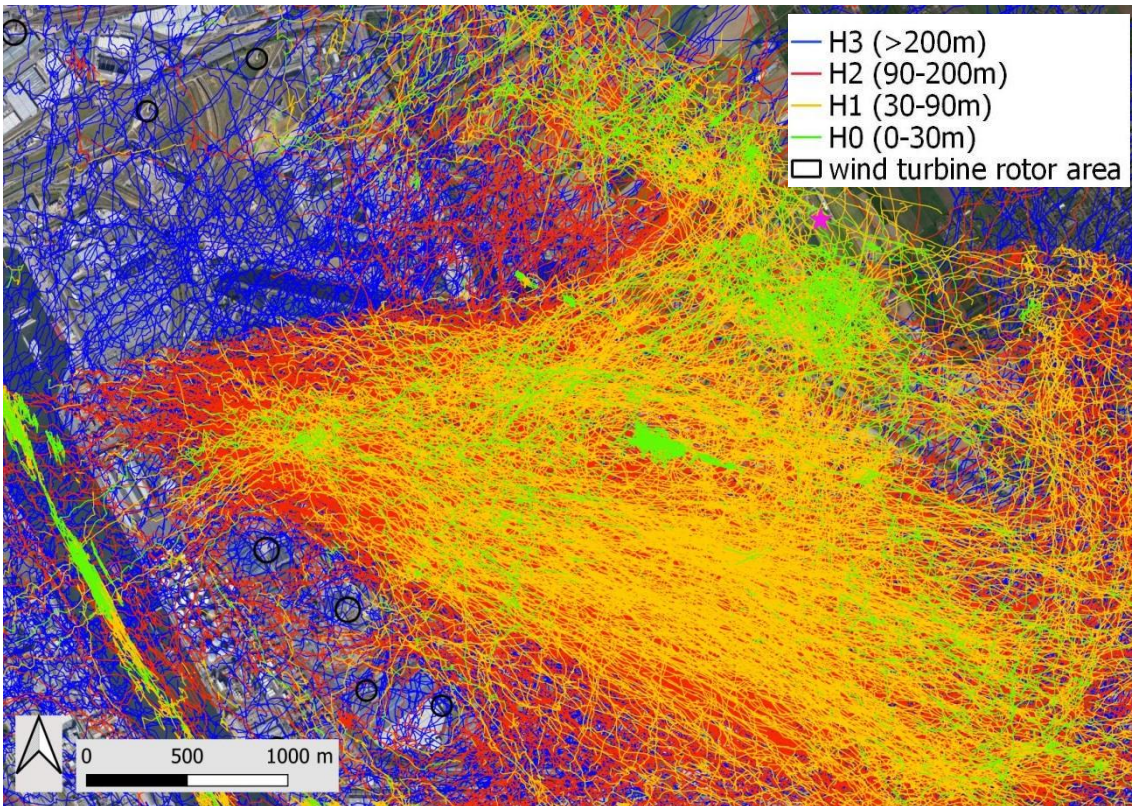 H3 (>200m)
H2 (90-200m)
H1 (30-90m)
H0 (0-30m)
wind turbine rotor area
0 500 1000 m